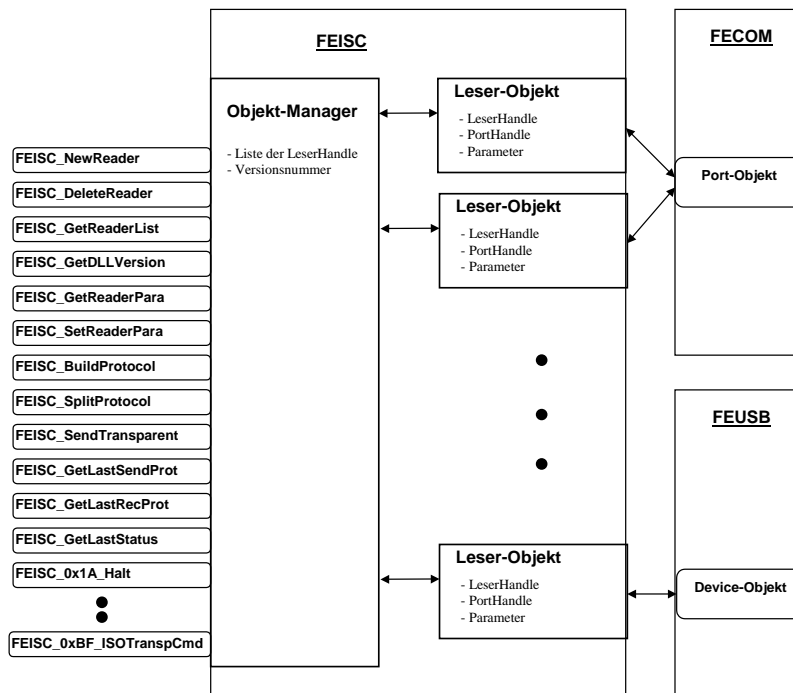 FEISC
FECOM
Objekt-Manager
- Liste der LeserHandle
- Versionsnummer
Leser-Objekt
- LeserHandle
- PortHandle
- Parameter
Port-Objekt
Leser-Objekt
- LeserHandle
- PortHandle
- Parameter
FEISC_NewReader
FEISC_DeleteReader
FEISC_GetReaderList
FEISC_GetDLLVersion
FEISC_GetReaderPara
FEISC_SetReaderPara
FEISC_BuildProtocol
FEISC_SplitProtocol
FEISC_SendTransparent
FEISC_GetLastSendProt
FEISC_GetLastRecProt
FEISC_GetLastStatus
FEISC_0x1A_Halt
FEISC_0xBF_ISOTranspCmd
FEUSB
Leser-Objekt
- LeserHandle
- PortHandle
- Parameter
Device-Objekt